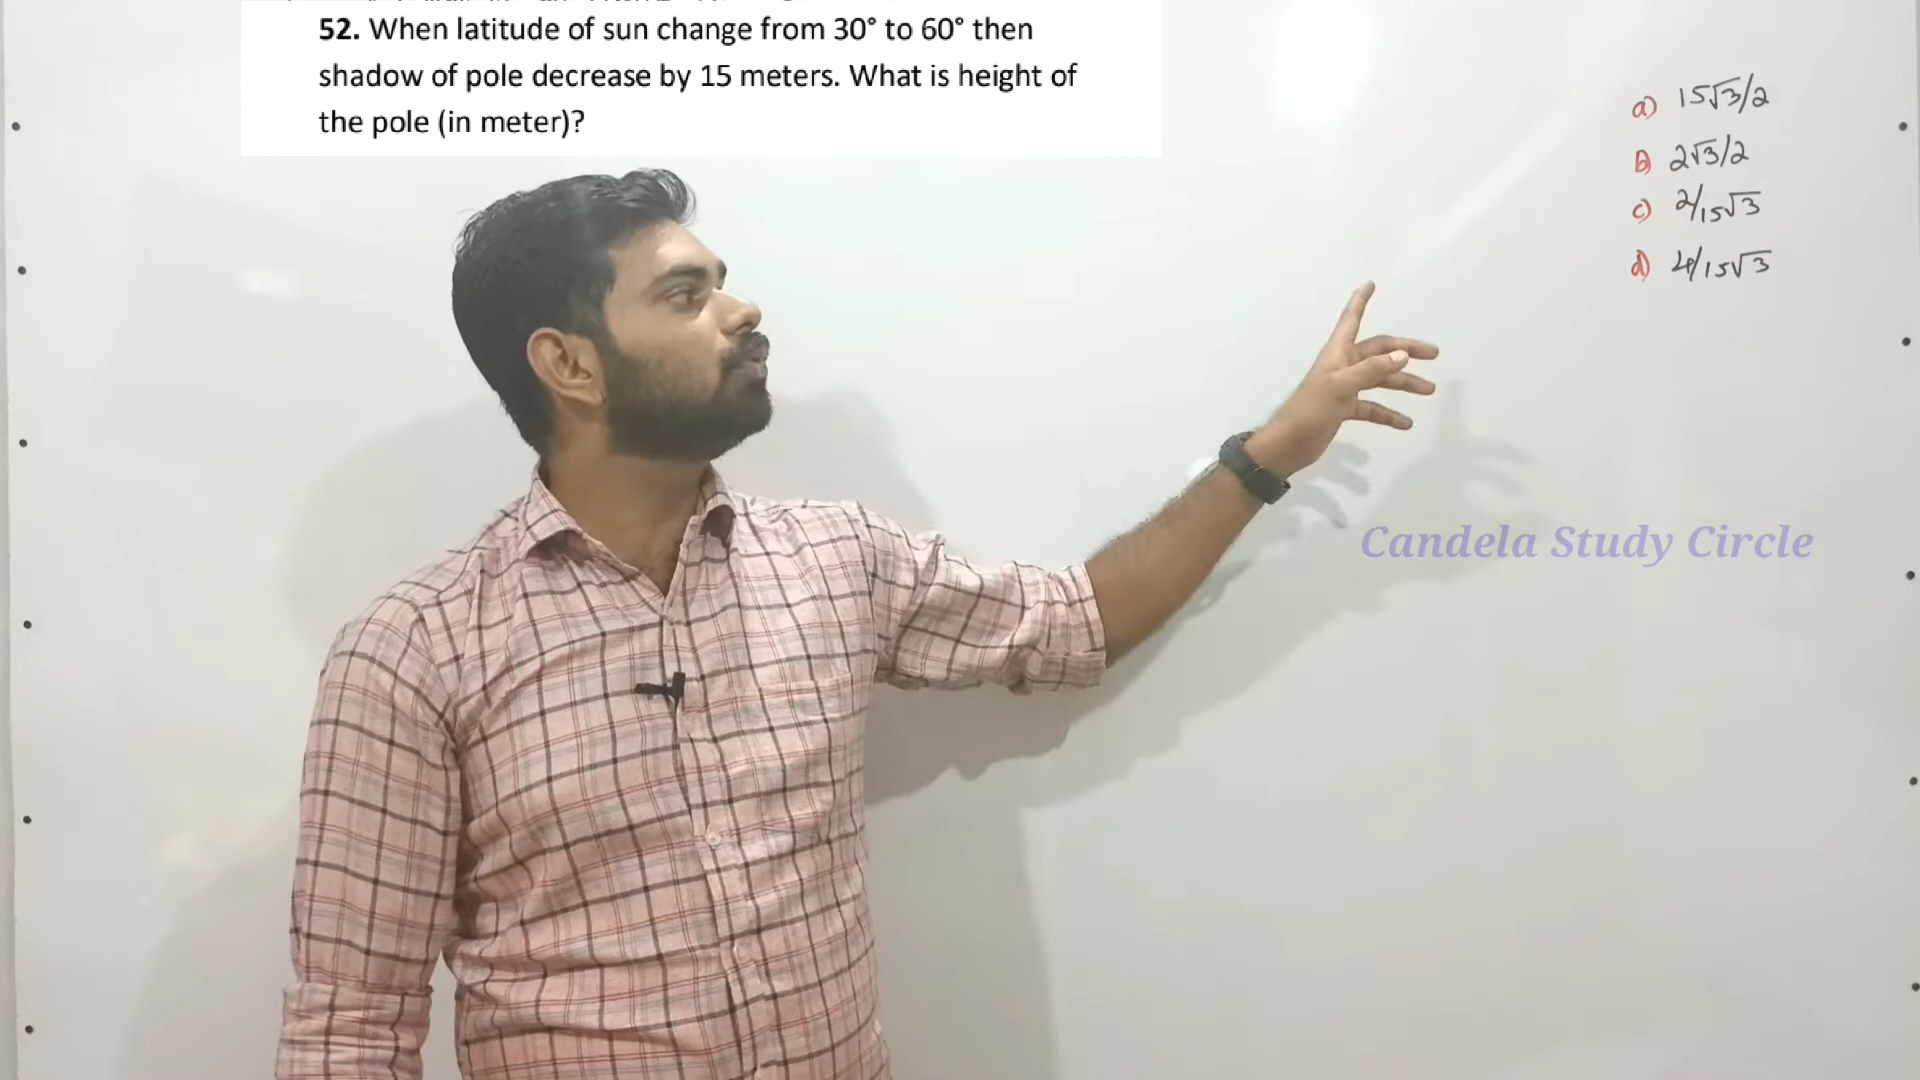 52. When latitude of sun change from 30° to 60° then
shadow of pole decrease by 15 meters. What is height of
the pole (in meter)?
a) 15√3/2
b) 2√3/2
c) 2/15√3
d) 4/15√3
Candela Study Circle